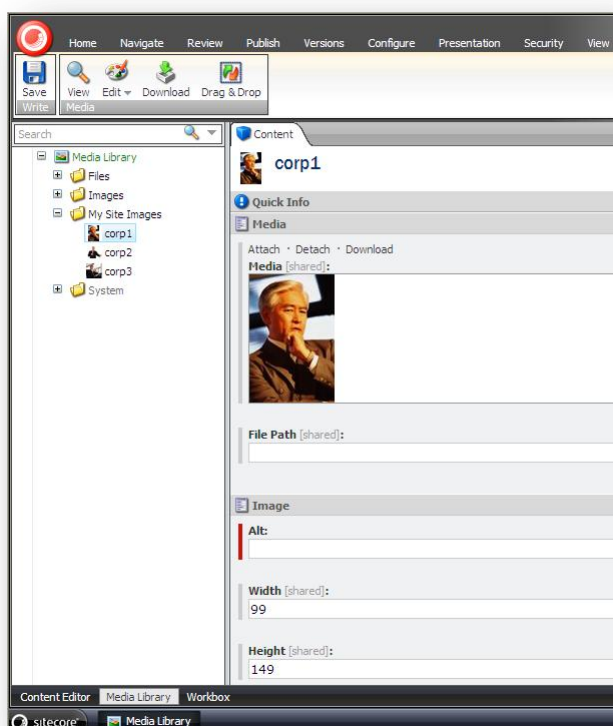 Home Navigate Review Publish Versions Configure Presentation Security View
Save View Edit Download Drag & Drop
Write Media
Search
Media Library
Files
Images
My Site Images
corp1
corp2
corp3
System
Content
corp1
Quick Info
Media
Attach · Detach · Download
Media [shared]:
File Path [shared]:
Image
Alt:
Width [shared]:
99
Height [shared]:
149
Content Editor Media Library Workbox
sitecore Media Library